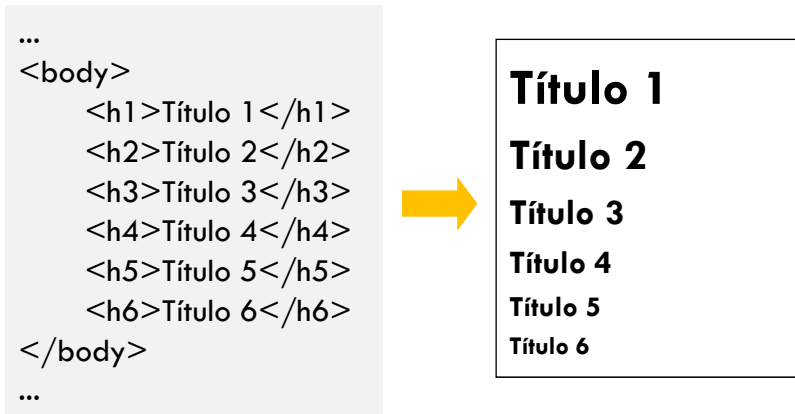 ...
<body>
<h1>Título 1</h1>
<h2>Título 2</h2>
<h3>Título 3</h3>
<h4>Título 4</h4>
<h5>Título 5</h5>
<h6>Título 6</h6>
</body>
...
Título 1
Título 2
Título 3
Título 4
Título 5
Título 6